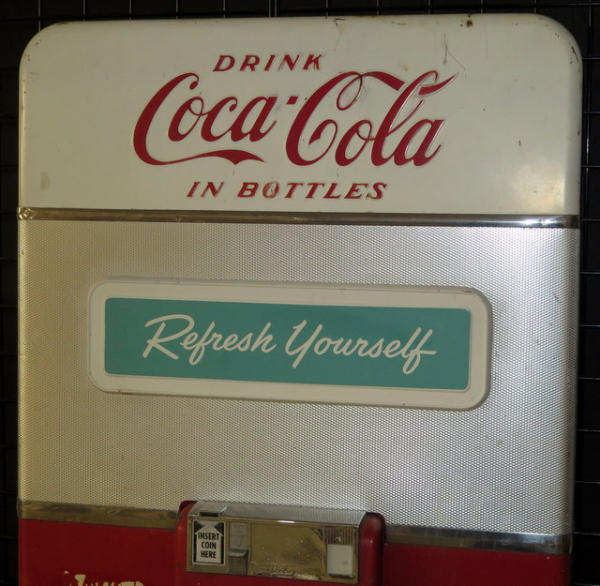 DRINK
Coca-Cola
IN BOTTLES
Refresh Yourself
INSERT
COIN
HERE